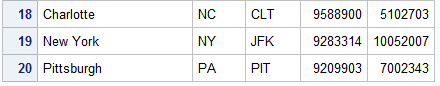 18 Charlotte NC CLT 9588900 5102703
19 New York NY JFK 9283314 10052007
20 Pittsburgh PA PIT 9209903 7002343